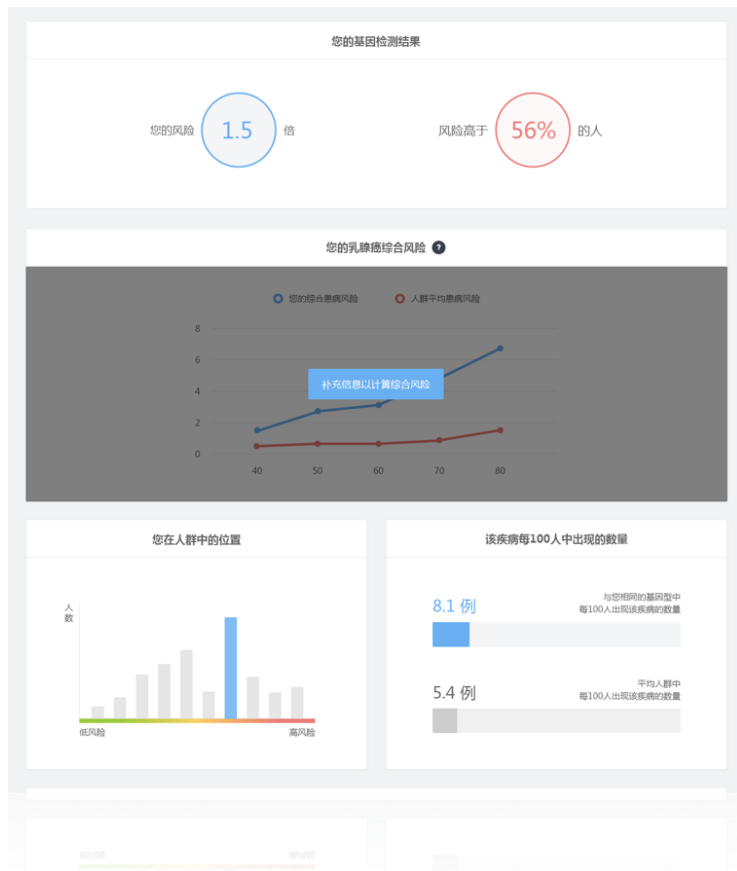 您的基因检测结果
您的风险 1.5 倍
风险高于 56% 的人
您的乳腺癌综合风险 ?
您的综合患病风险 人群平均患病风险
8
6
补充信息以计算综合风险
4
2
0
40 50 60 70 80
您在人群中的位置
人数
低风险 高风险
该疾病每100人中出现的数量
8.1 例
与您相同的基因型中
每100人出现该疾病的数量
5.4 例
平均人群中
每100人出现该疾病的数量